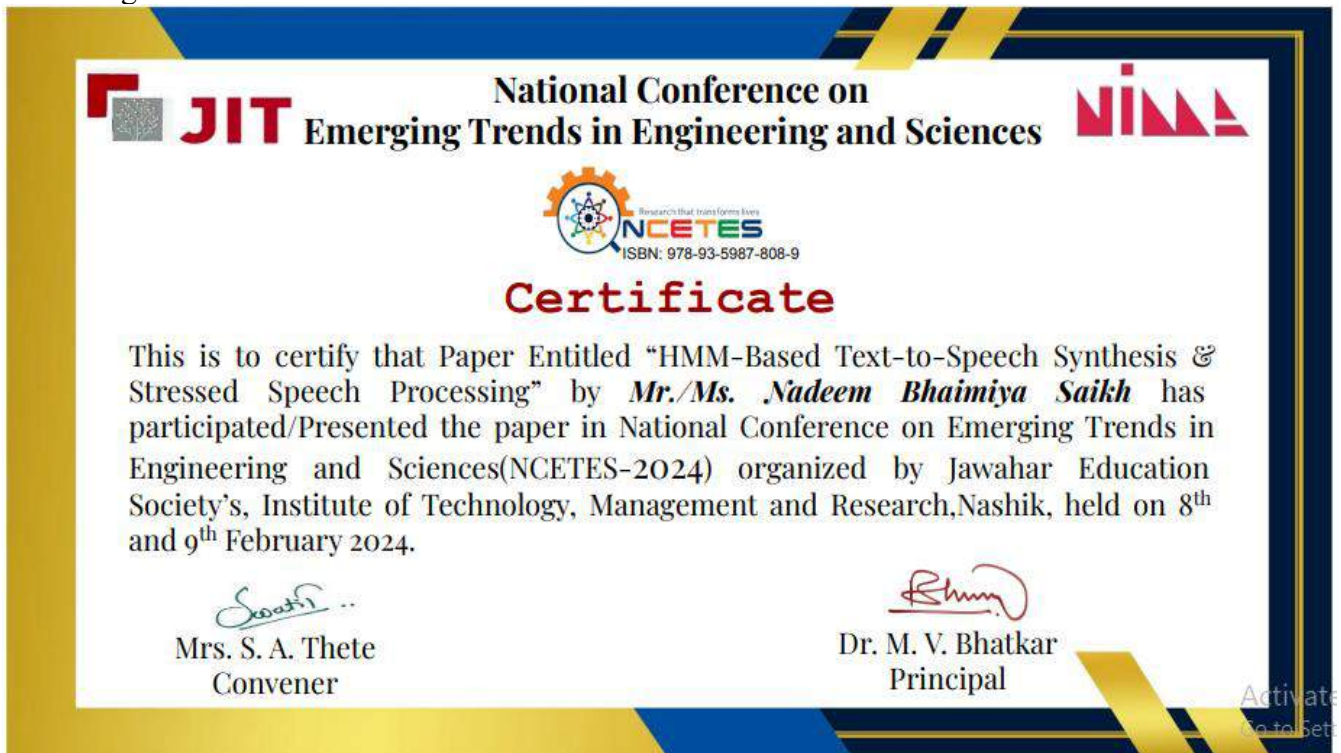 JIT
National Conference on
Emerging Trends in Engineering and Sciences
NIMA
Research that transforms lives
NCETES
ISBN: 978-93-5987-808-9
Certificate
This is to certify that Paper Entitled “HMM-Based Text-to-Speech Synthesis &
Stressed Speech Processing” by Mr./Ms. Nadeem Bhaimiya Saikh has
participated/Presented the paper in National Conference on Emerging Trends in
Engineering and Sciences(NCETES-2024) organized by Jawahar Education
Society’s, Institute of Technology, Management and Research,Nashik, held on 8th
and 9th February 2024.
Mrs. S. A. Thete
Convener
Dr. M. V. Bhatkar
Principal
Activate
Go to Set